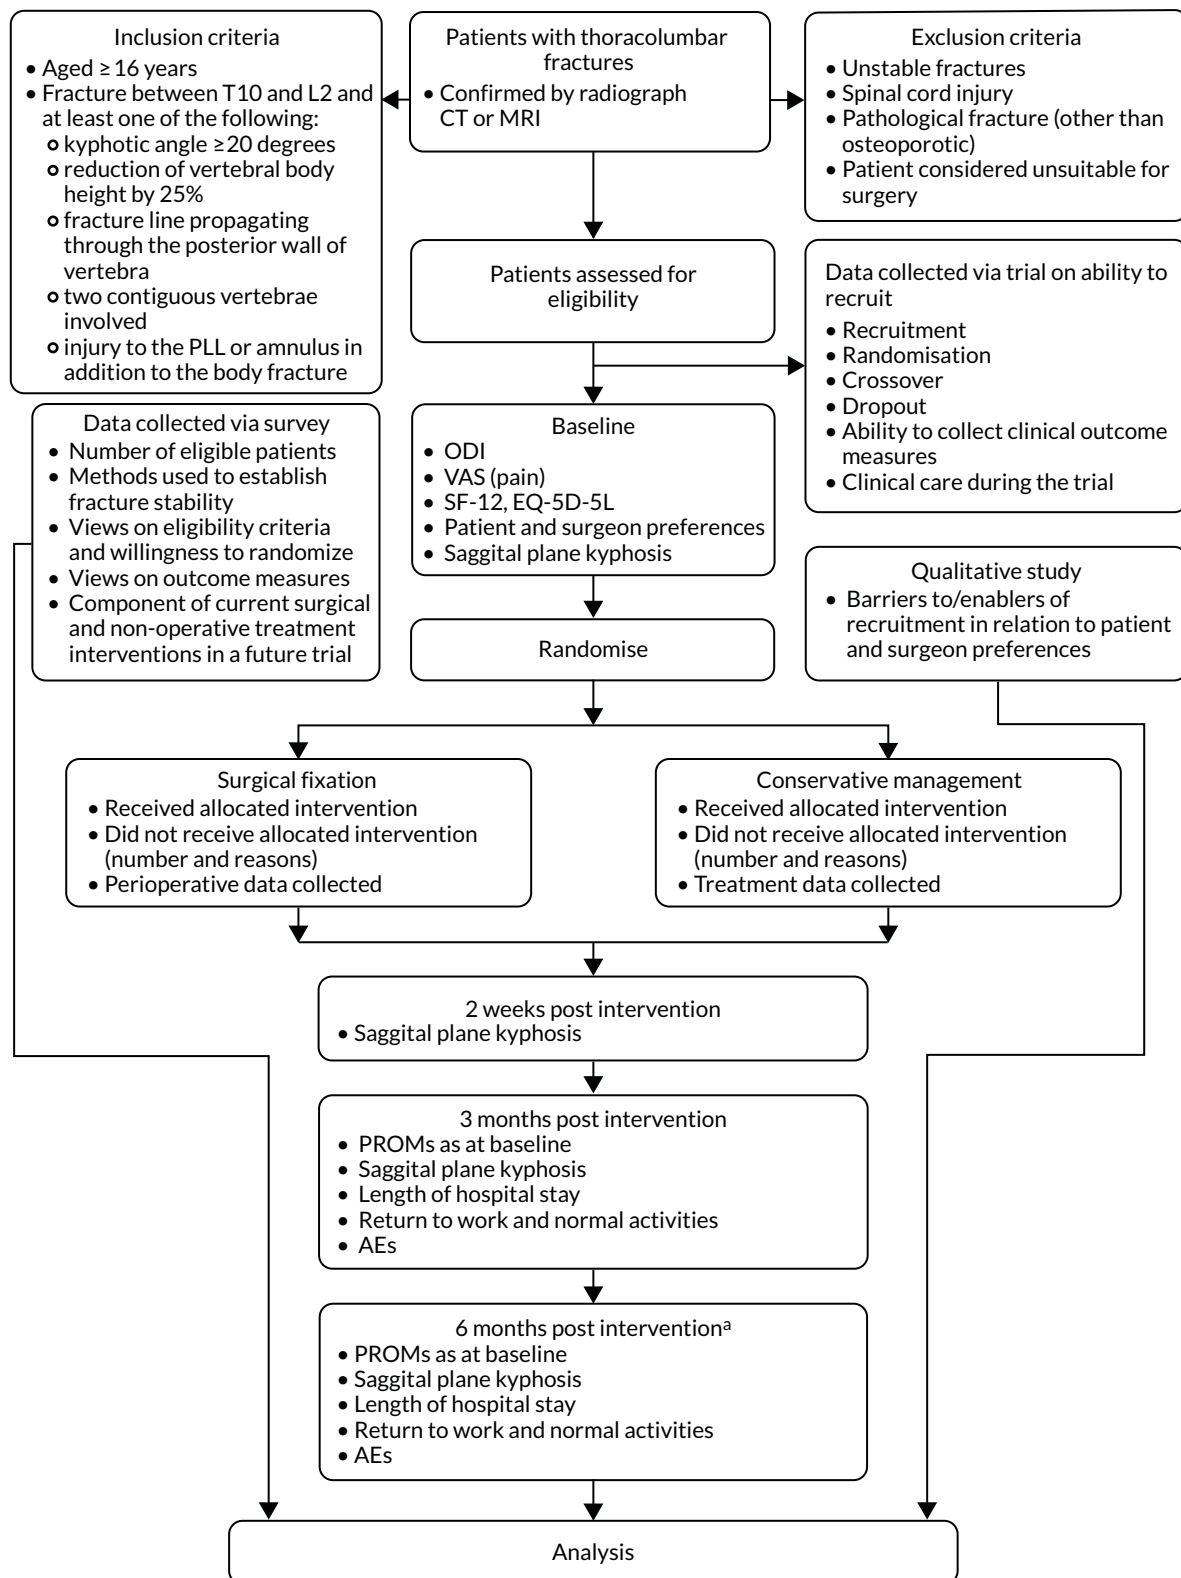 Inclusion criteria
• Aged ≥ 16 years
• Fracture between T10 and L2 and
at least one of the following:
kyphotic angle ≥20 degrees
reduction of vertebral body
height by 25%
fracture line propagating
through the posterior wall of
vertebra
two contiguous vertebrae
involved
injury to the PLL or amnulus in
addition to the body fracture
Patients with thoracolumbar
fractures
• Confirmed by radiograph
CT or MRI
Exclusion criteria
• Unstable fractures
• Spinal cord injury
• Pathological fracture (other than
osteoporotic)
• Patient considered unsuitable for
surgery
Patients assessed for
eligibility
Data collected via trial on ability to
recruit
• Recruitment
• Randomisation
• Crossover
• Dropout
• Ability to collect clinical outcome
measures
• Clinical care during the trial
Data collected via survey
• Number of eligible patients
• Methods used to establish
fracture stability
• Views on eligibility criteria
and willingness to randomize
• Views on outcome measures
• Component of current surgical
and non-operative treatment
interventions in a future trial
Baseline
• ODI
• VAS (pain)
• SF-12, EQ-5D-5L
• Patient and surgeon preferences
• Saggital plane kyphosis
Qualitative study
• Barriers to/enablers of
recruitment in relation to patient
and surgeon preferences
Randomise
Surgical fixation
• Received allocated intervention
• Did not receive allocated intervention
(number and reasons)
• Perioperative data collected
Conservative management
• Received allocated intervention
• Did not receive allocated intervention
(number and reasons)
• Treatment data collected
2 weeks post intervention
• Saggital plane kyphosis
3 months post intervention
• PROMs as at baseline
• Saggital plane kyphosis
• Length of hospital stay
• Return to work and normal activities
• AEs
6 months post interventionᵃ
• PROMs as at baseline
• Saggital plane kyphosis
• Length of hospital stay
• Return to work and normal activities
• AEs
Analysis